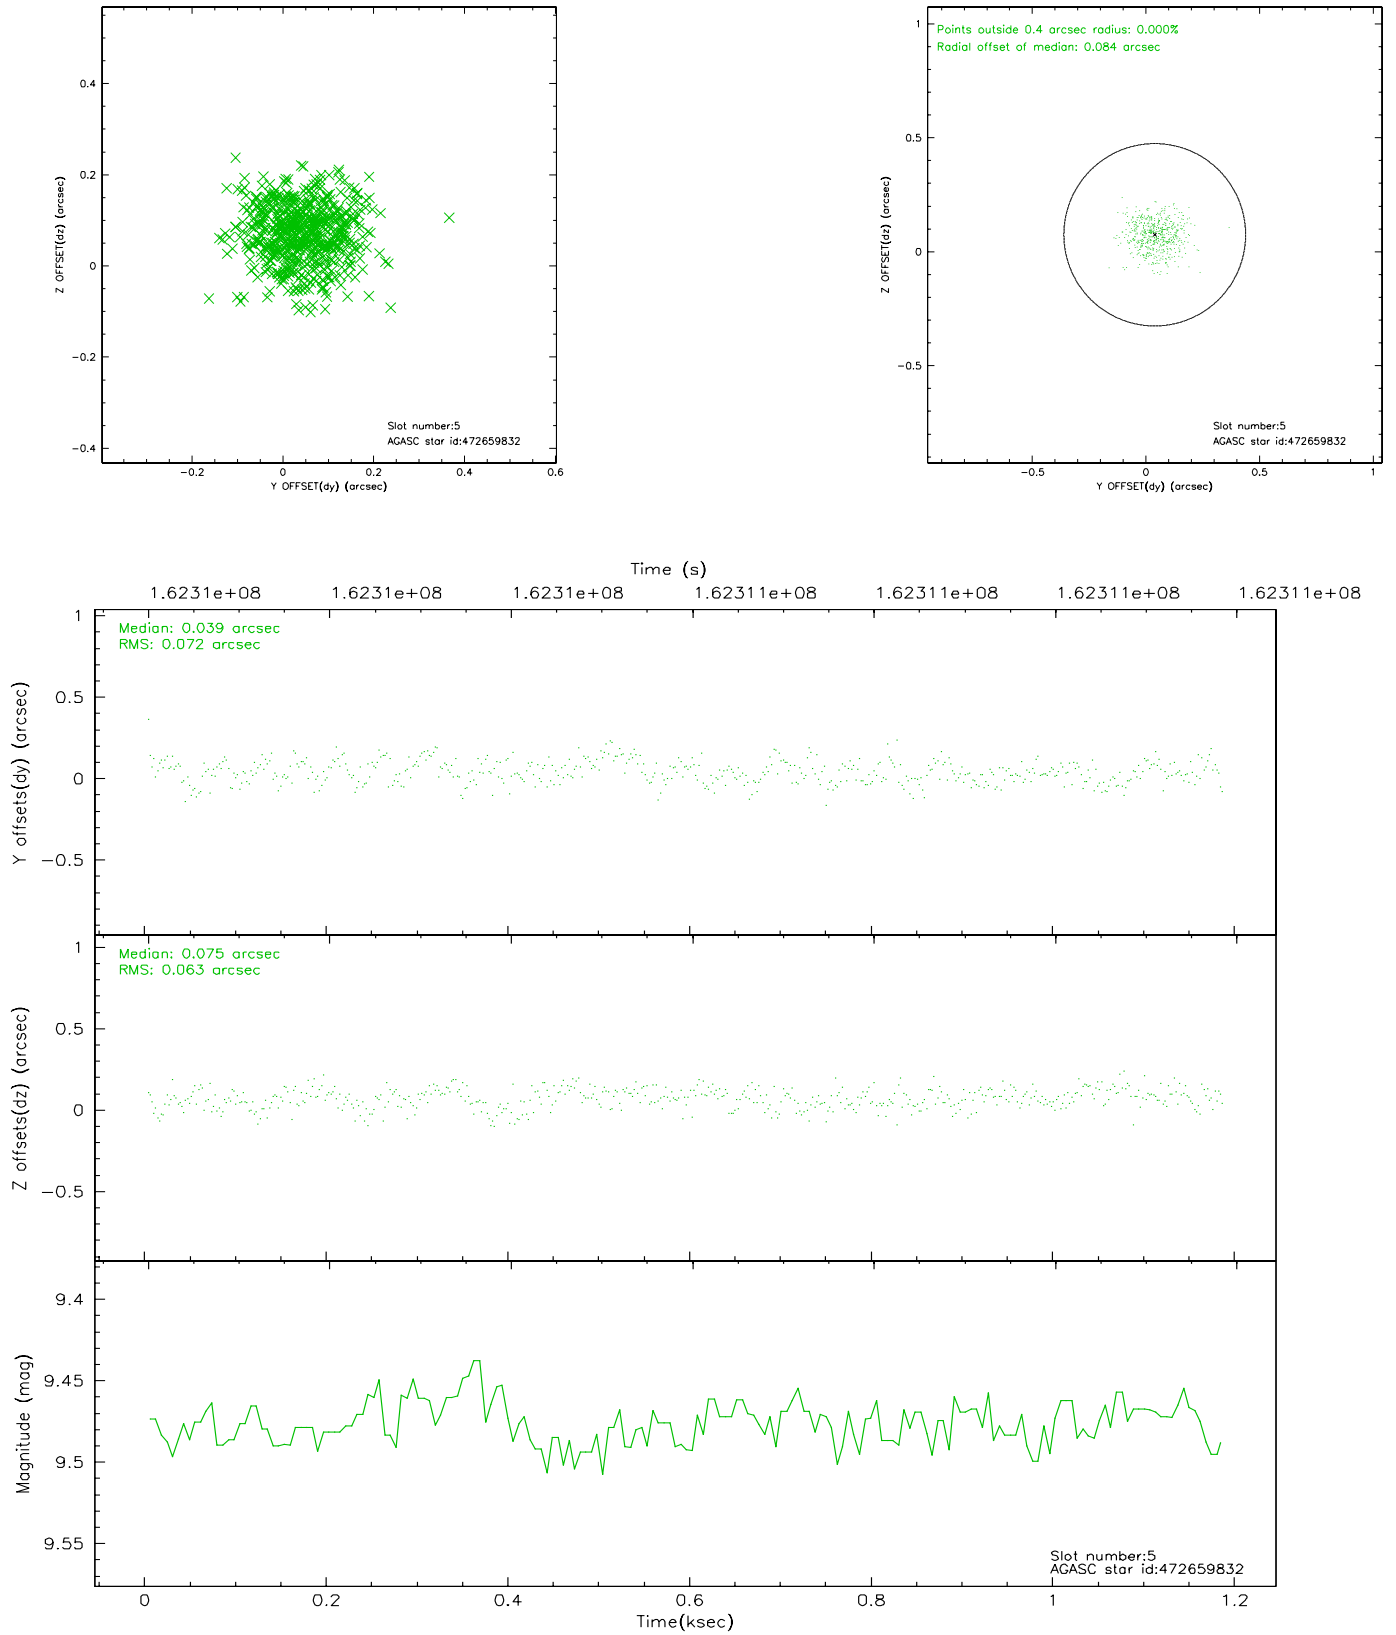 0.4
0.2
0
−0.2
−0.4
Z OFFSET(dz) (arcsec)
Slot number:5
AGASC star id:472659832
−0.2 0 0.2 0.4 0.6
Y OFFSET(dy) (arcsec)
Points outside 0.4 arcsec radius: 0.000%
Radial offset of median: 0.084 arcsec
1
0.5
0
−0.5
Z OFFSET(dz) (arcsec)
Slot number:5
AGASC star id:472659832
−0.5 0 0.5 1
Y OFFSET(dy) (arcsec)
Time (s)
1.6231e+08 1.6231e+08 1.6231e+08 1.62311e+08 1.62311e+08 1.62311e+08 1.62311e+08
Median: 0.039 arcsec
RMS: 0.072 arcsec
1
0.5
0
−0.5
Y offsets(dy) (arcsec)
Median: 0.075 arcsec
RMS: 0.063 arcsec
1
0.5
0
−0.5
Z offsets(dz) (arcsec)
9.4
9.45
9.5
9.55
Magnitude (mag)
Slot number:5
AGASC star id:472659832
0 0.2 0.4 0.6 0.8 1 1.2
Time(ksec)